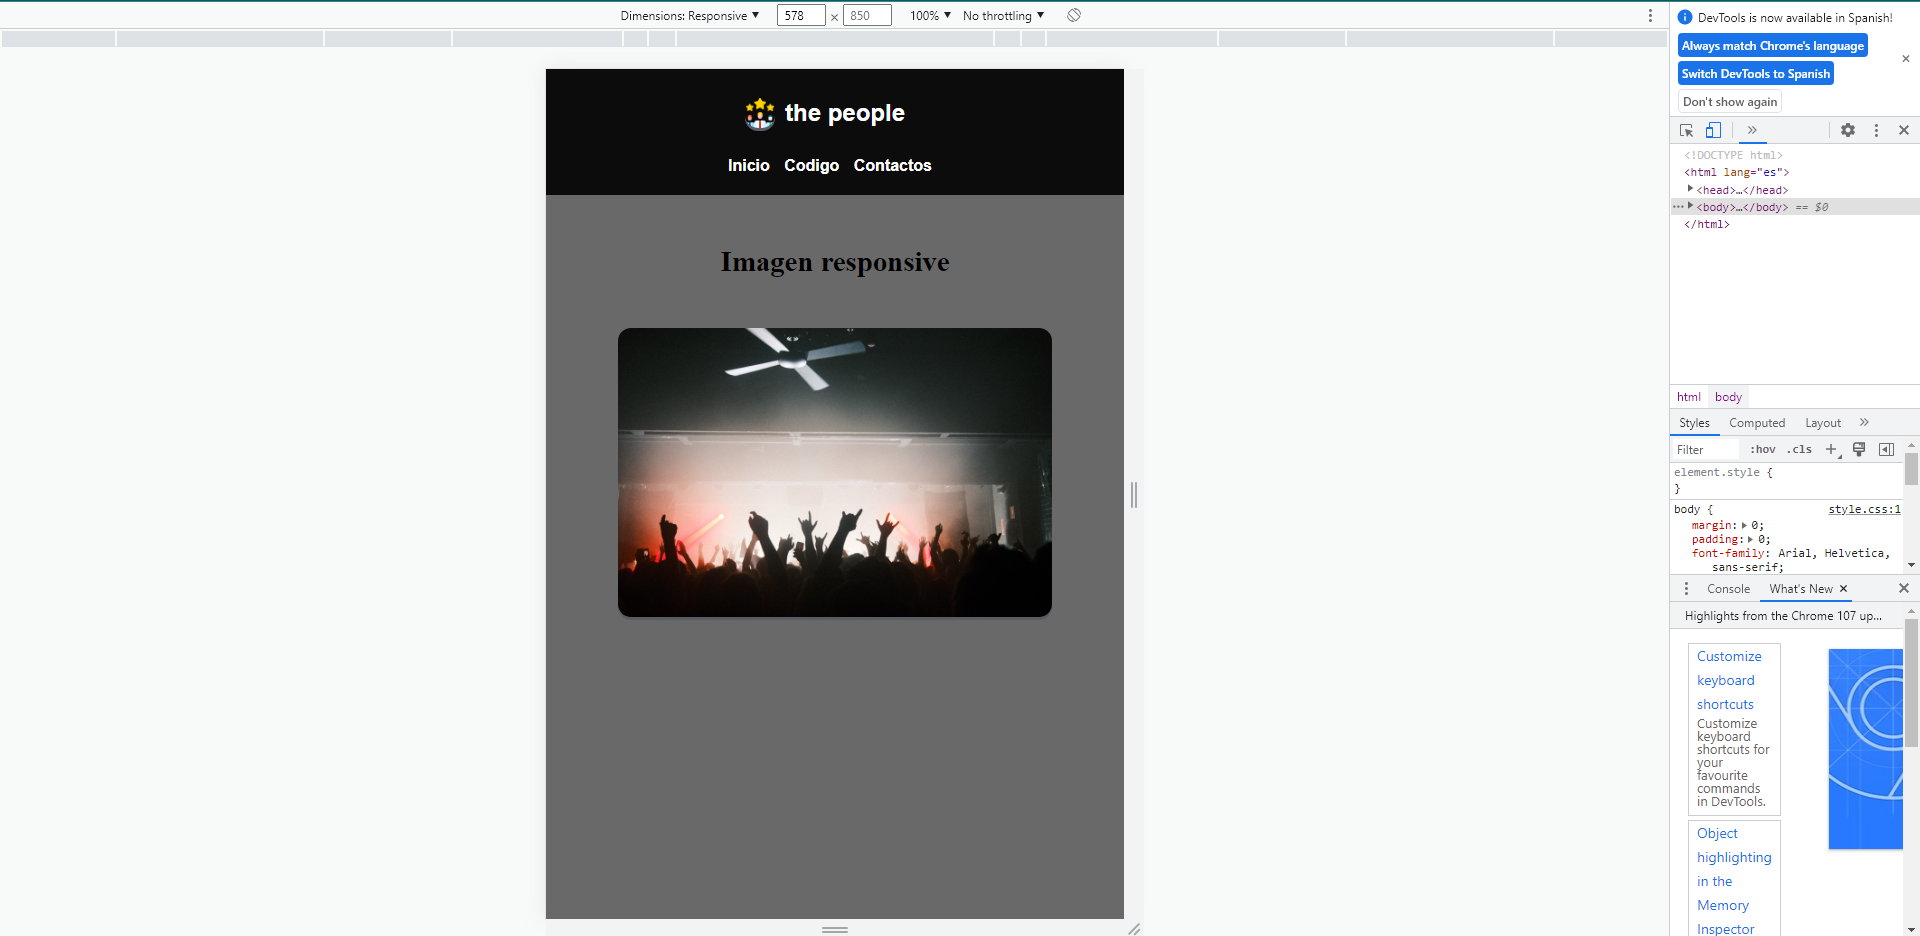 Dimensions: Responsive ▼ 578 × 850 100% ▼ No throttling ▼
DevTools is now available in Spanish!
Always match Chrome's language
Switch DevTools to Spanish
Don't show again
the people
Inicio Codigo Contactos
Imagen responsive
<!DOCTYPE html>
<html lang="es">
<head>…</head>
<body>…</body> == $0
</html>
html body
Styles Computed Layout
Filter :hov .cls
element.style {
}
body { style.css:1
margin: 0;
padding: 0;
font-family: Arial, Helvetica,
sans-serif;
Console What's New
Highlights from the Chrome 107 up...
Customize
keyboard
shortcuts
Customize
keyboard
shortcuts for
your
favourite
commands
in DevTools.
Object
highlighting
in the
Memory
Inspector